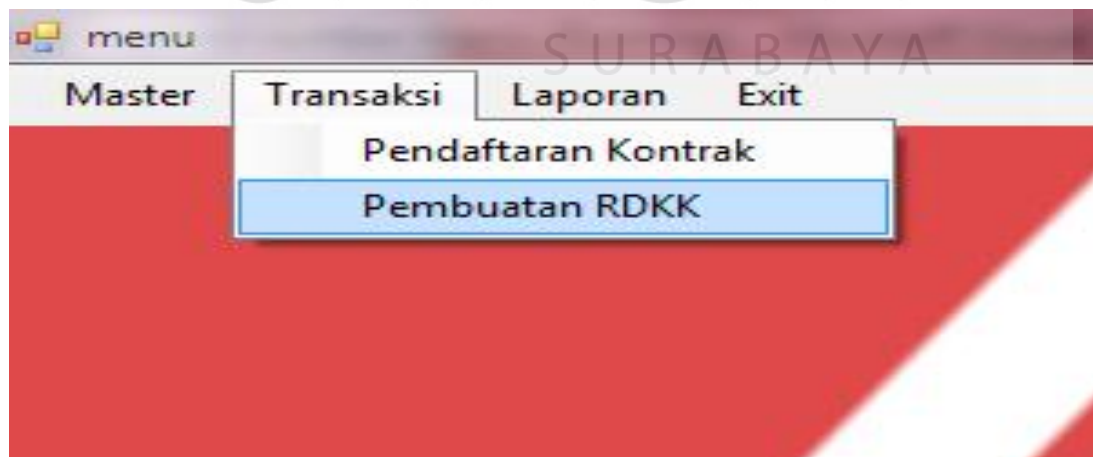 menu
SURABAYA
Master Transaksi Laporan Exit
Pendaftaran Kontrak
Pembuatan RDKK